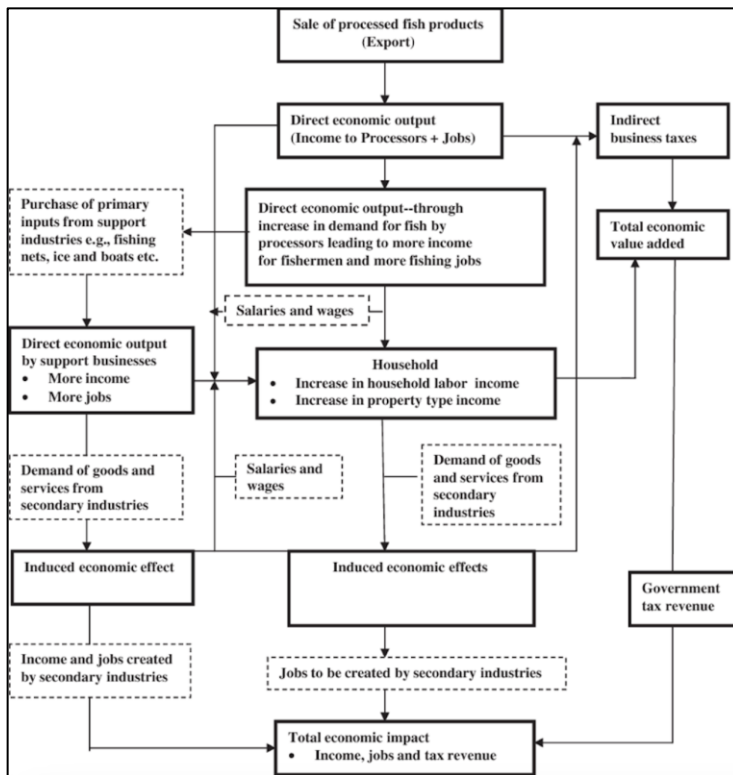 Sale of processed fish products
(Export)
Direct economic output
(Income to Processors + Jobs)
Indirect
business taxes
Purchase of primary
inputs from support
industries e.g., fishing
nets, ice and boats etc.
Direct economic output--through
increase in demand for fish by
processors leading to more income
for fishermen and more fishing jobs
Total economic
value added
Salaries and wages
Direct economic output
by support businesses
• More income
• More jobs
Household
• Increase in household labor income
• Increase in property type income
Demand of goods and
services from
secondary industries
Salaries and
wages
Demand of goods
and services from
secondary
industries
Induced economic effect
Induced economic effects
Government
tax revenue
Income and jobs created
by secondary industries
Jobs to be created by secondary industries
Total economic impact
• Income, jobs and tax revenue